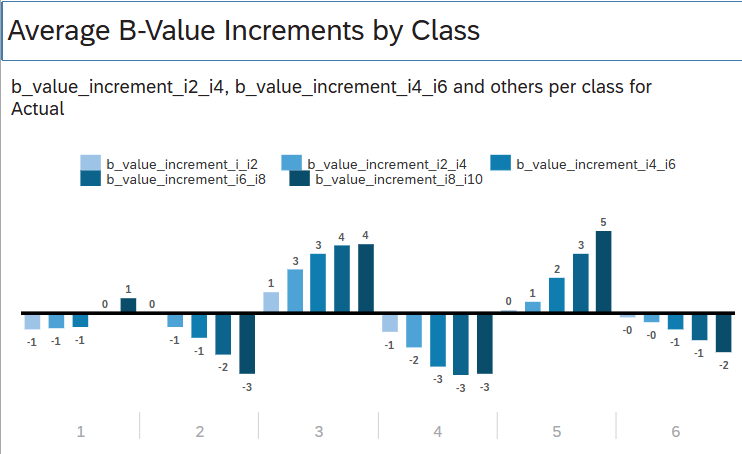 Average B-Value Increments by Class
b_value_increment_i2_i4, b_value_increment_i4_i6 and others per class for
Actual
b_value_increment_i_i2 b_value_increment_i2_i4 b_value_increment_i4_i6
b_value_increment_i6_i8 b_value_increment_i8_i10
-1 -1 -1 0 1
0 -1 -1 -2 -3
1 3 3 4 4
-1 -2 -3 -3 -3
0 1 2 3 5
-0 -0 -1 -1 -2
1 2 3 4 5 6